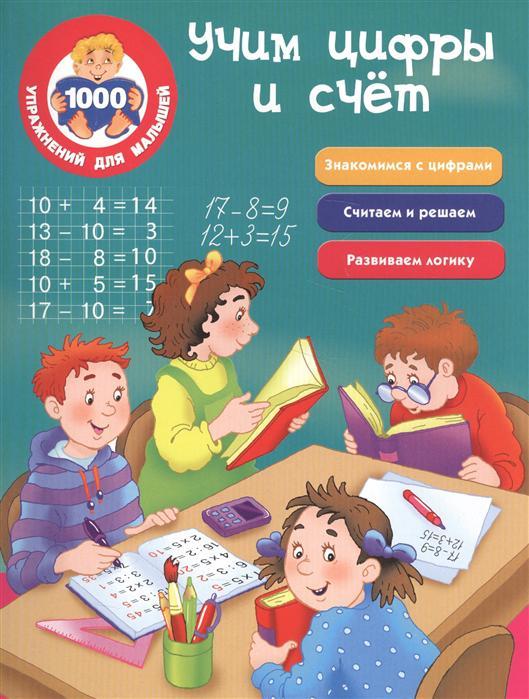 1000
УПРАЖНЕНИЙ ДЛЯ МАЛЫШЕЙ
Учим цифры
и счёт
Знакомимся с цифрами
Считаем и решаем
Развиваем логику
10 + 4 = 14
13 - 10 = 3
18 - 8 = 10
10 + 5 = 15
17 - 10 = 7
17-8=9
12+3=15
17-8=9
12+3=15